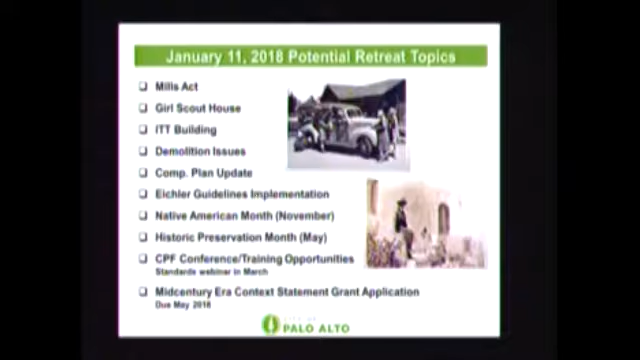 January 11, 2018 Potential Retreat Topics
Mills Act
Girl Scout House
ITT Building
Demolition Issues
Comp. Plan Update
Eichler Guidelines Implementation
Native American Month (November)
Historic Preservation Month (May)
CPF Conference/Training Opportunities
Standards webinar in March
Midcentury Era Context Statement Grant Application
Due May 2018
CITY OF
PALO ALTO